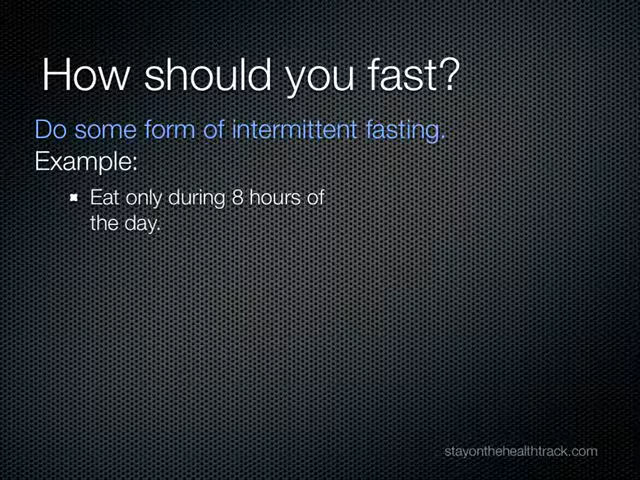 How should you fast?
Do some form of intermittent fasting.
Example:
Eat only during 8 hours of
the day.
stayonthehealthtrack.com